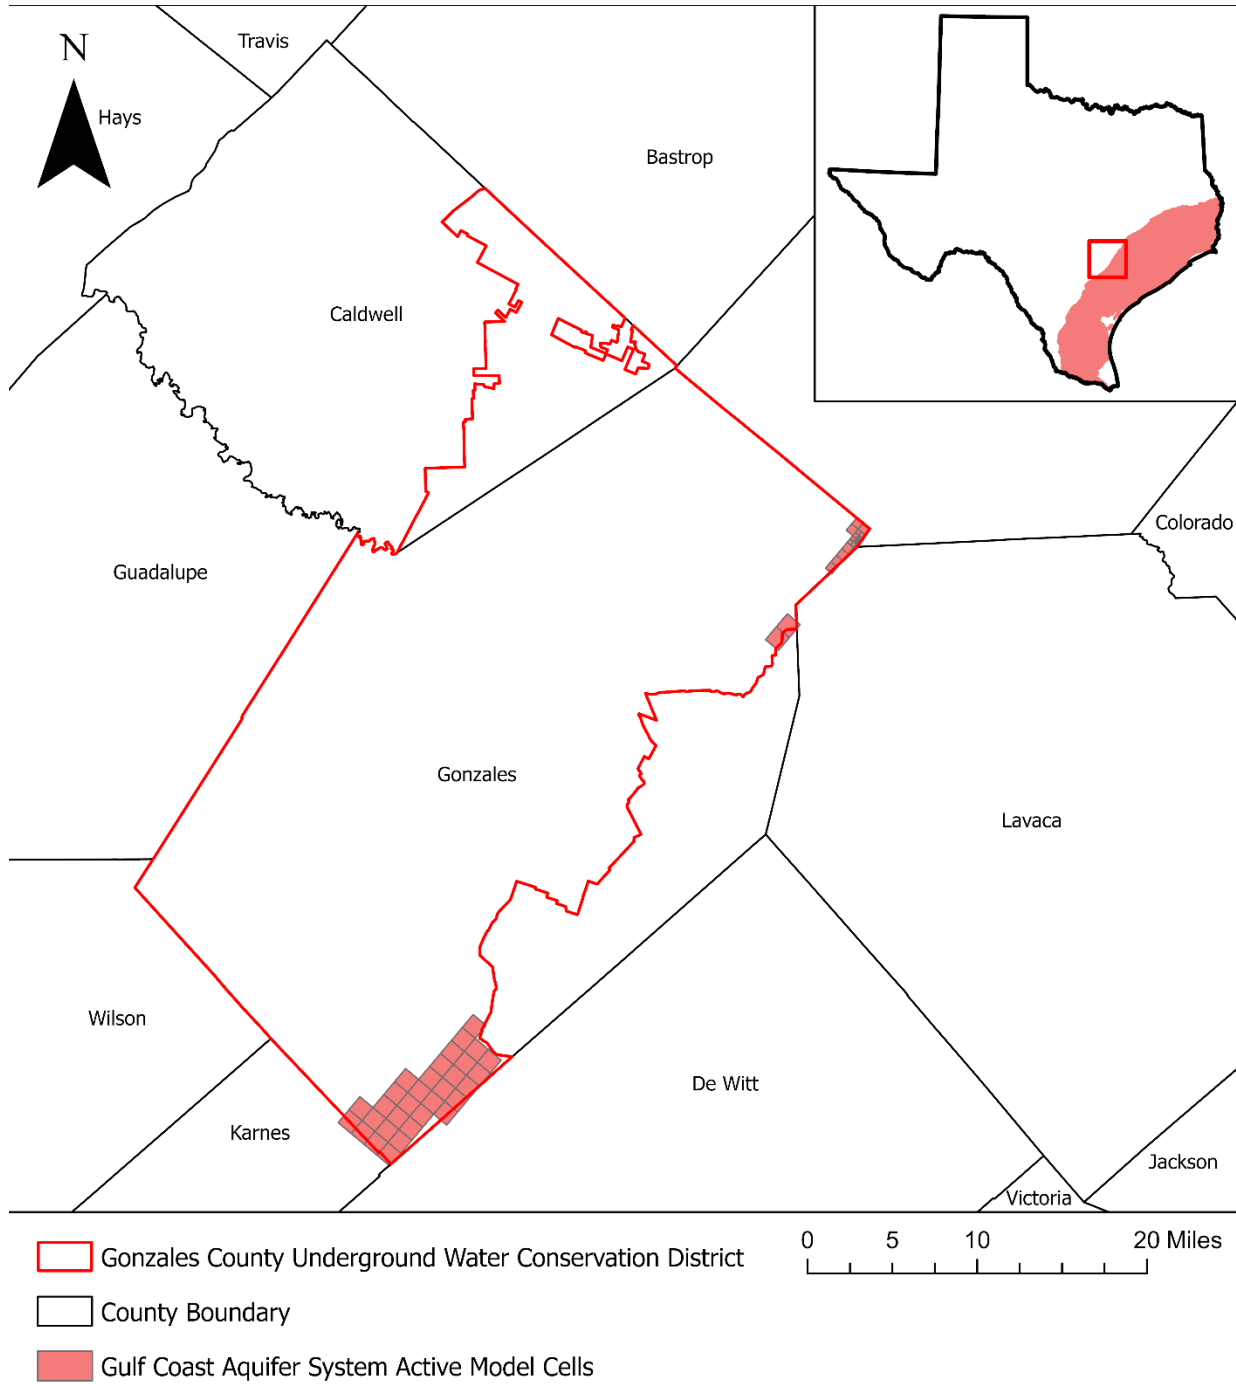 Travis
N
Hays
Bastrop
Caldwell
Colorado
Guadalupe
Gonzales
Lavaca
Wilson
De Witt
Karnes
Jackson
Victoria
Gonzales County Underground Water Conservation District
0 5 10 20 Miles
County Boundary
Gulf Coast Aquifer System Active Model Cells